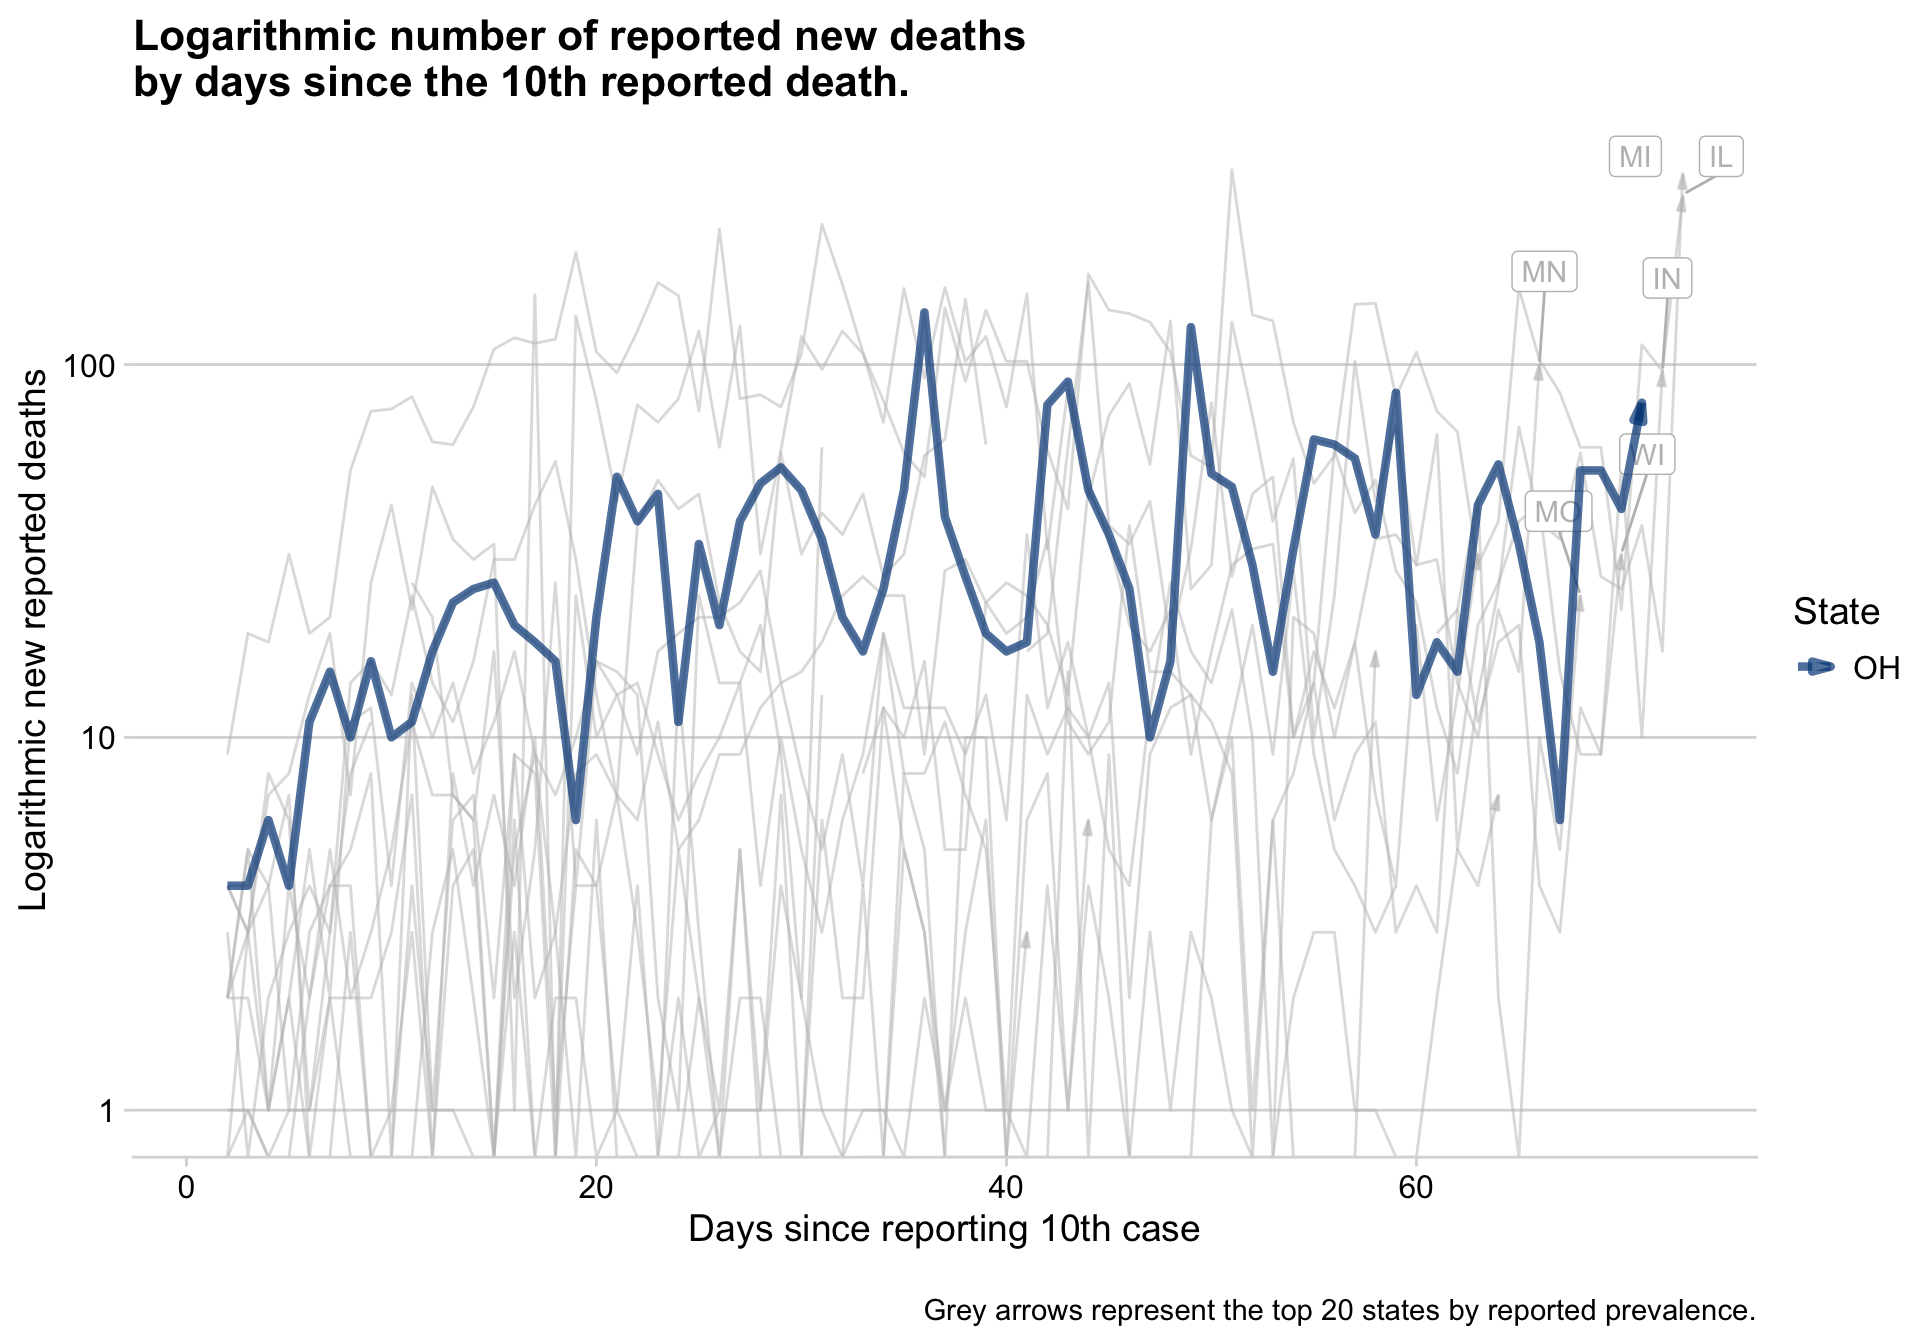 Logarithmic number of reported new deaths
by days since the 10th reported death.
MI
IL
MN
IN
WI
MO
100
10
1
Logarithmic new reported deaths
0
20
40
60
Days since reporting 10th case
State
OH
Grey arrows represent the top 20 states by reported prevalence.